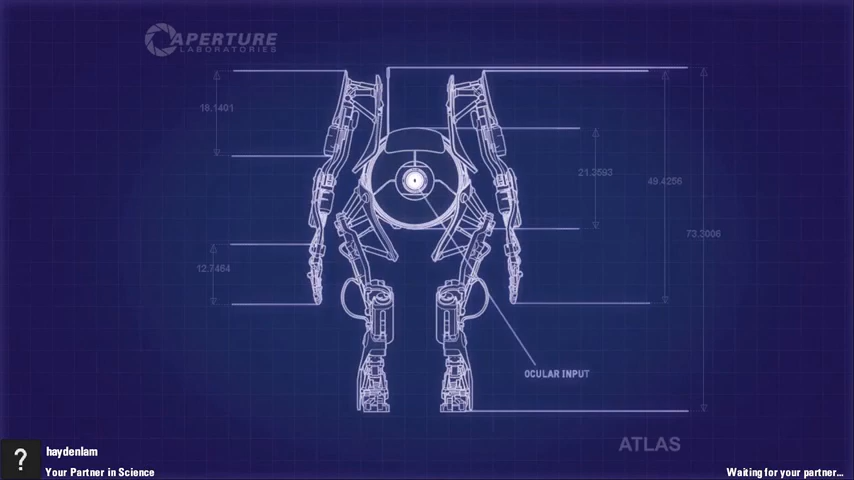 APERTURE
LABORATORIES
18.1401
21.3593
49.4256
73.3006
12.7464
OCULAR INPUT
ATLAS
?
haydenlam
Your Partner in Science
Waiting for your partner...